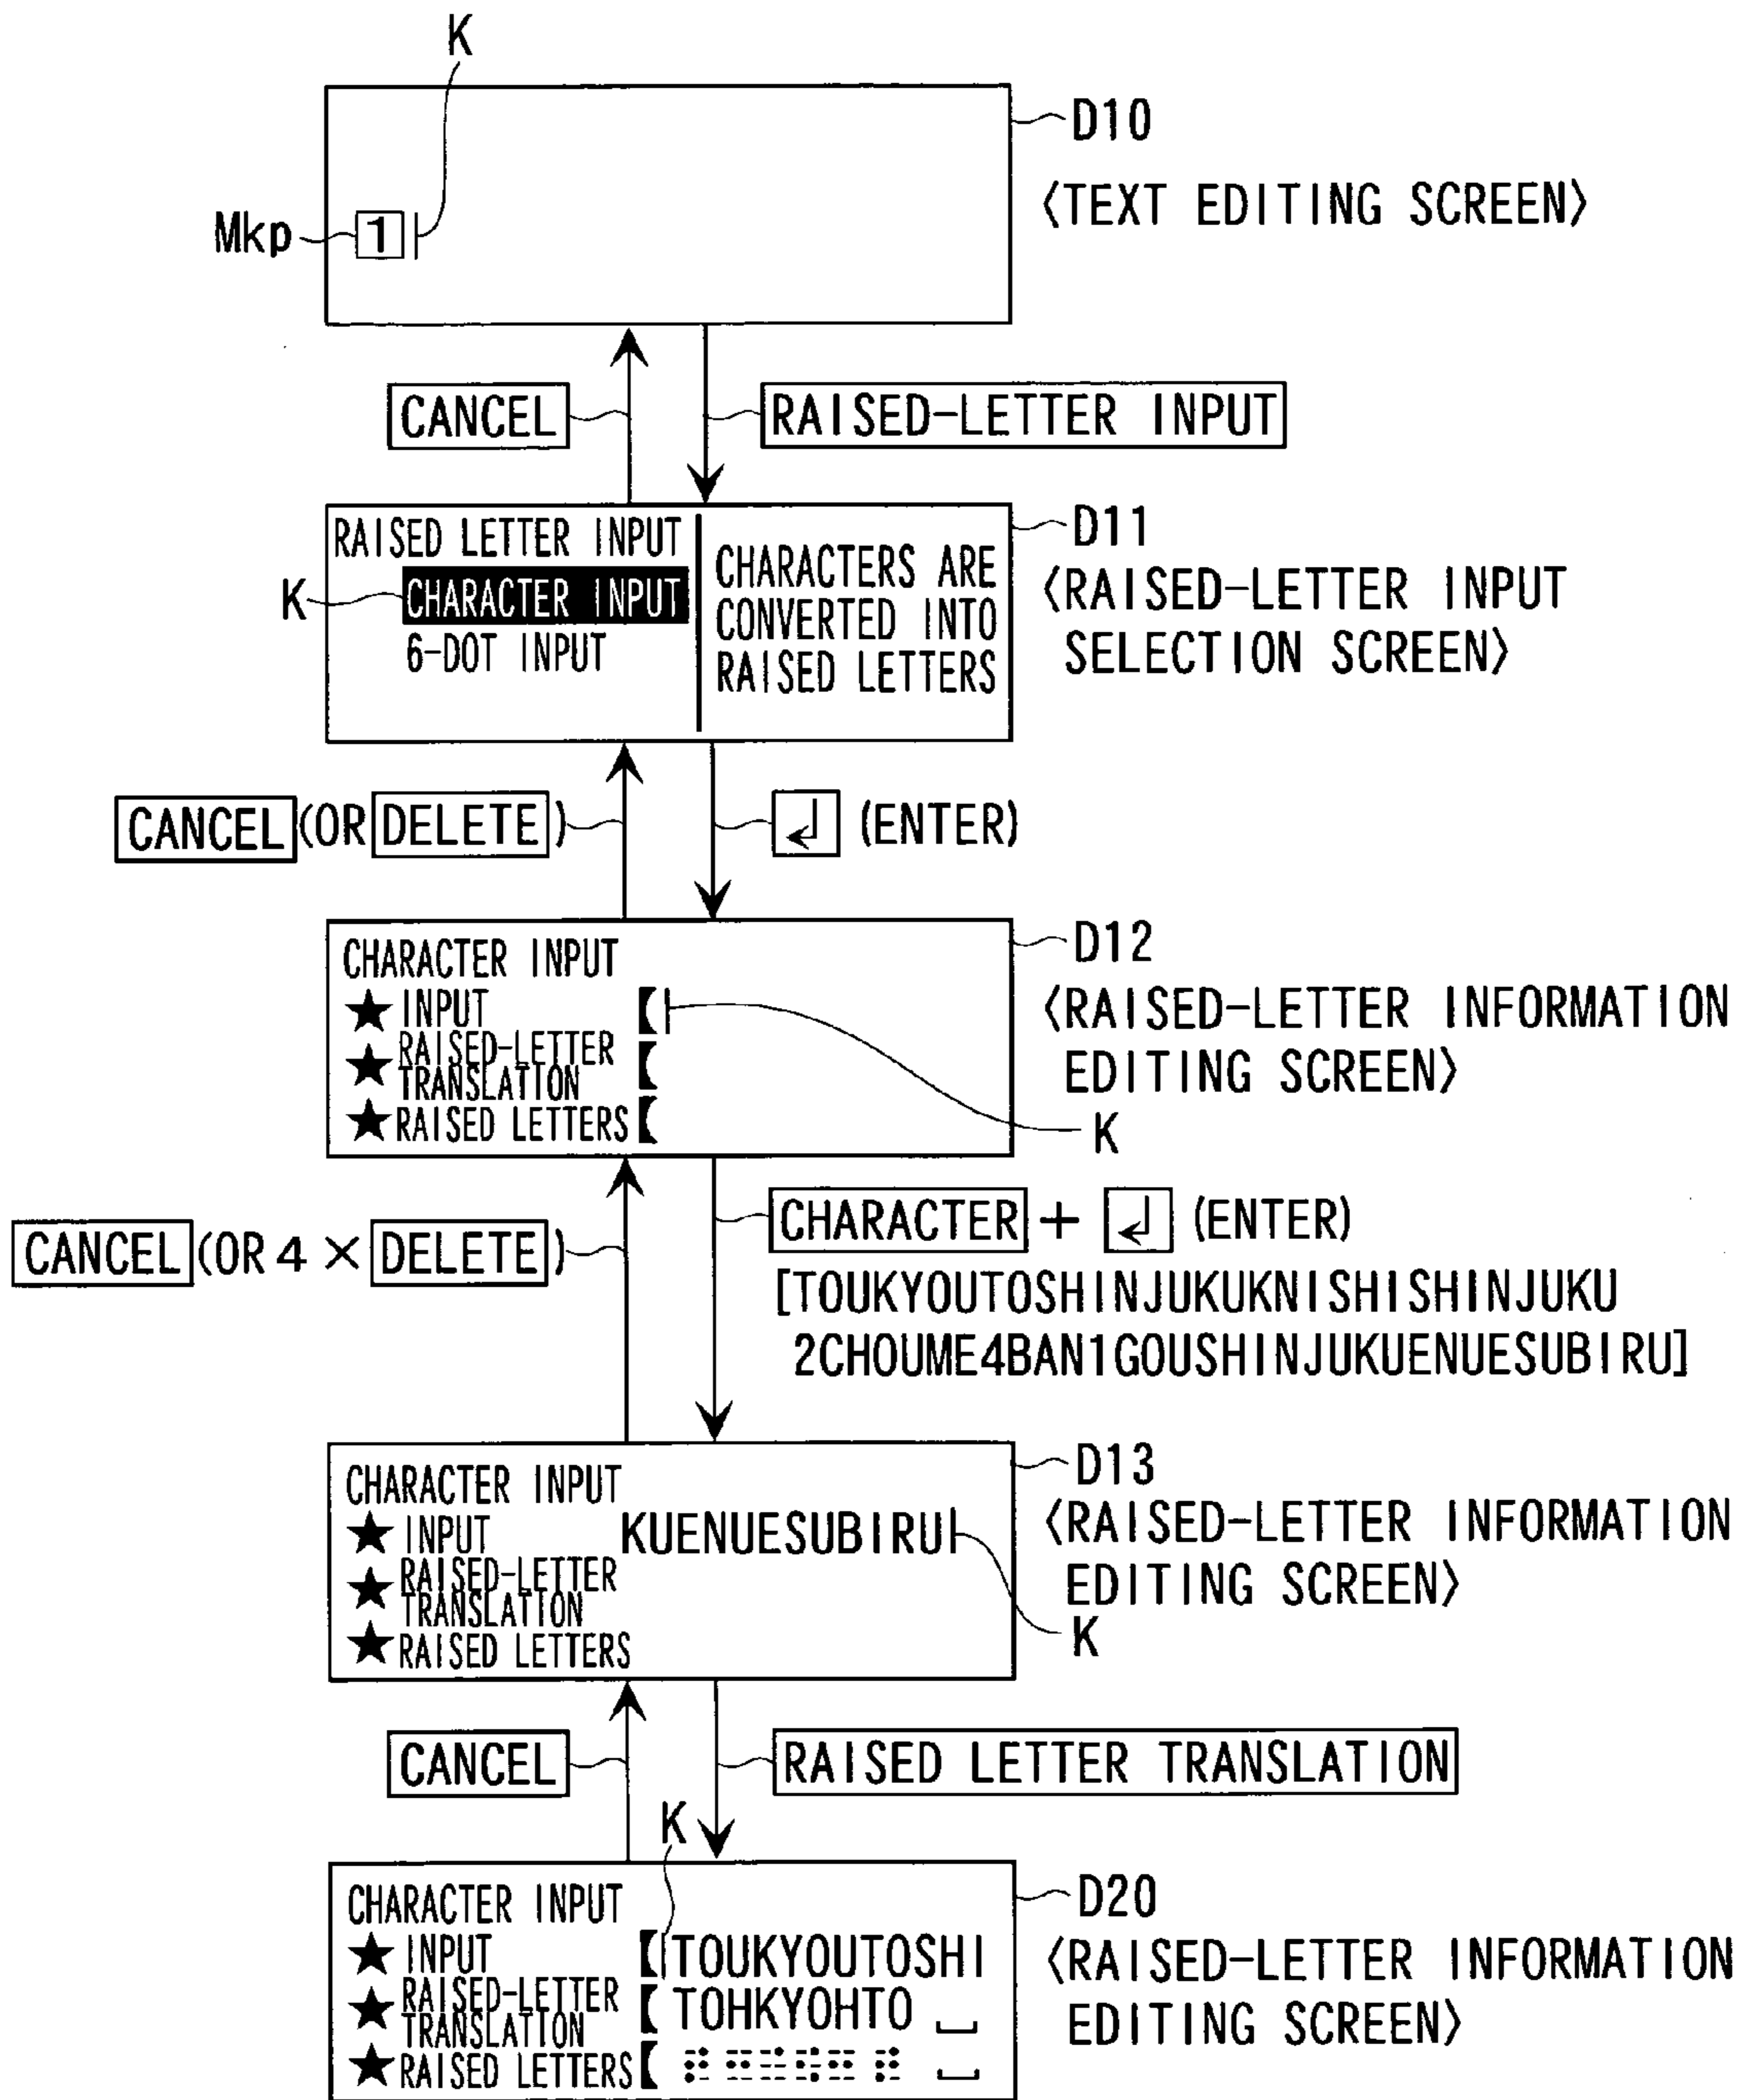 K
D10
〈TEXT EDITING SCREEN〉
Mkp 1
CANCEL
RAISED-LETTER INPUT
D11
〈RAISED-LETTER INPUT
SELECTION SCREEN〉
RAISED LETTER INPUT
K
CHARACTER INPUT
6-DOT INPUT
CHARACTERS ARE
CONVERTED INTO
RAISED LETTERS
CANCEL (OR DELETE)
↲ (ENTER)
D12
〈RAISED-LETTER INFORMATION
EDITING SCREEN〉
CHARACTER INPUT
★ INPUT 【
★ RAISED-LETTER
TRANSLATION 【
★ RAISED LETTERS 【
K
CANCEL (OR 4 × DELETE)
CHARACTER + ↲ (ENTER)
[TOUKYOUTOSHINJUKUKNISHISHINJUKU
2CHOUME4BAN1GOUSHINJUKUENUESUBIRU]
D13
〈RAISED-LETTER INFORMATION
EDITING SCREEN〉
CHARACTER INPUT
★ INPUT KUENUESUBIRU
★ RAISED-LETTER
TRANSLATION
★ RAISED LETTERS
K
CANCEL
RAISED LETTER TRANSLATION
K
D20
〈RAISED-LETTER INFORMATION
EDITING SCREEN〉
CHARACTER INPUT
★ INPUT 【TOUKYOUTOSHI
★ RAISED-LETTER
TRANSLATION 【TOHKYOHTO ␣
★ RAISED LETTERS 【